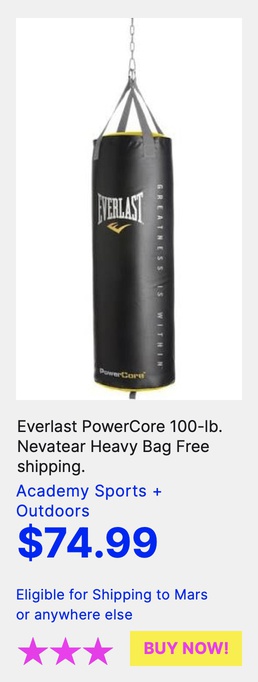 EVERLAST
GREATNESS IS WITHIN
PowerCore
Everlast PowerCore 100-lb.
Nevatear Heavy Bag Free
shipping.
Academy Sports +
Outdoors
$74.99
Eligible for Shipping to Mars
or anywhere else
BUY NOW!